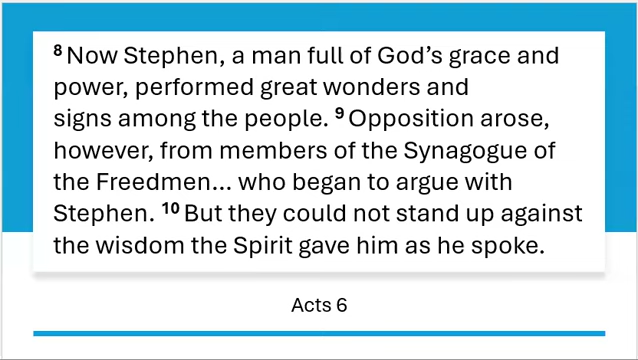 ⁸ Now Stephen, a man full of God’s grace and
power, performed great wonders and
signs among the people. ⁹ Opposition arose,
however, from members of the Synagogue of
the Freedmen… who began to argue with
Stephen. ¹⁰ But they could not stand up against
the wisdom the Spirit gave him as he spoke.
Acts 6